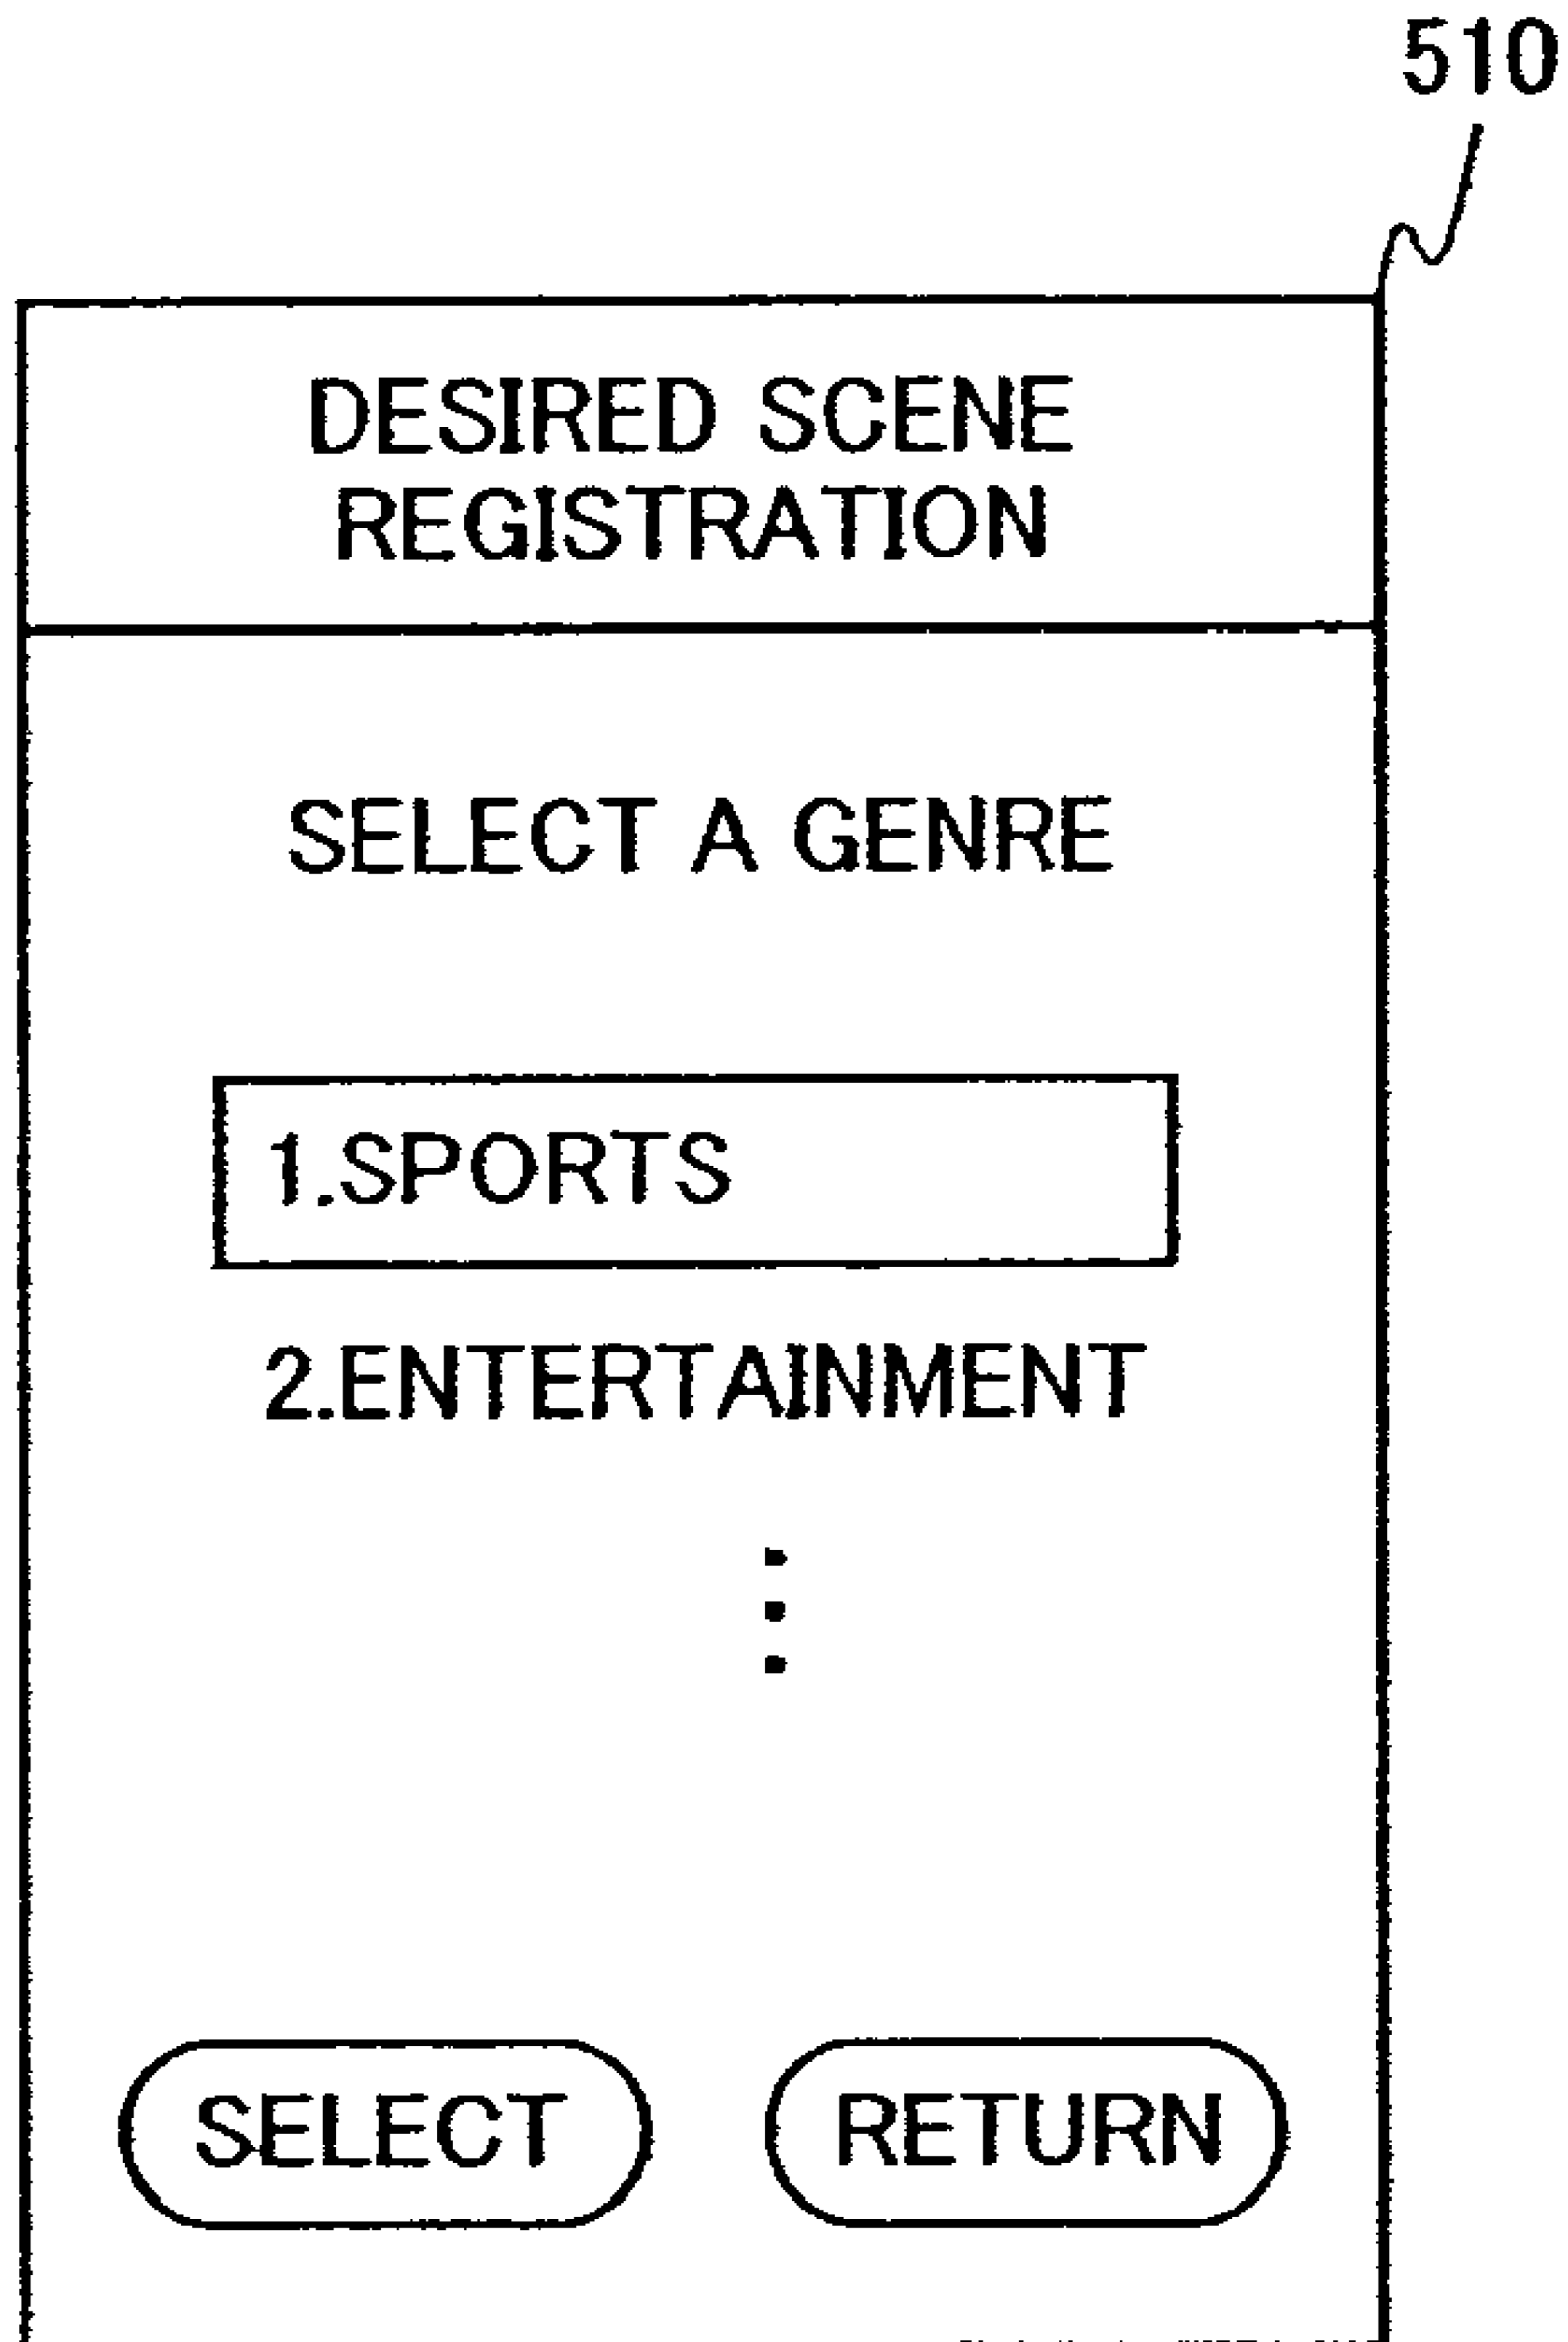 510
DESIRED SCENE
REGISTRATION
SELECT A GENRE
1.SPORTS
2.ENTERTAINMENT
SELECT
RETURN